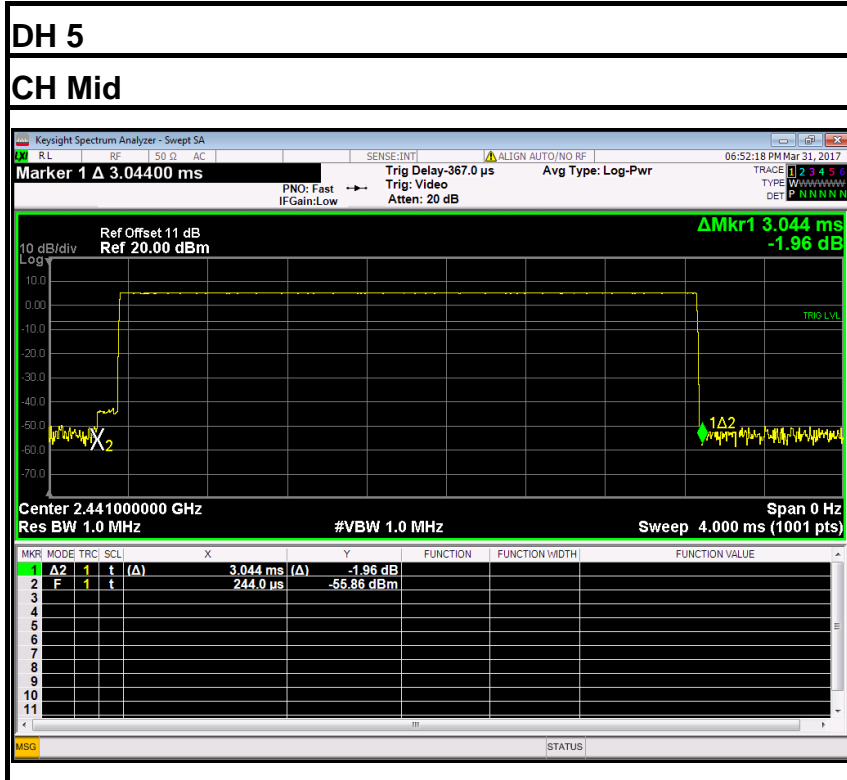 DH 5
CH Mid
Keysight Spectrum Analyzer - Swept SA
LXI RL RF 50 Ω AC SENSE:INT ALIGN AUTO/NO RF 06:52:18 PM Mar 31, 2017
Marker 1 Δ 3.04400 ms
PNO: Fast
IFGain:Low
Trig Delay-367.0 µs
Trig: Video
Atten: 20 dB
Avg Type: Log-Pwr
TRACE 1 2 3 4 5 6
TYPE WWWWWW
DET P N N N N N
ΔMkr1 3.044 ms
-1.96 dB
Ref Offset 11 dB
10 dB/div Ref 20.00 dBm
Log
10.0
0.00
TRIG LVL
-10.0
-20.0
-30.0
-40.0
-50.0
1Δ2
X2
-60.0
-70.0
Center 2.441000000 GHz Span 0 Hz
Res BW 1.0 MHz #VBW 1.0 MHz Sweep 4.000 ms (1001 pts)
MKR MODE TRC SCL X Y FUNCTION FUNCTION WIDTH FUNCTION VALUE
1 Δ2 1 t (Δ) 3.044 ms (Δ) -1.96 dB
2 F 1 t 244.0 µs -55.86 dBm
3
4
5
6
7
8
9
10
11
MSG STATUS